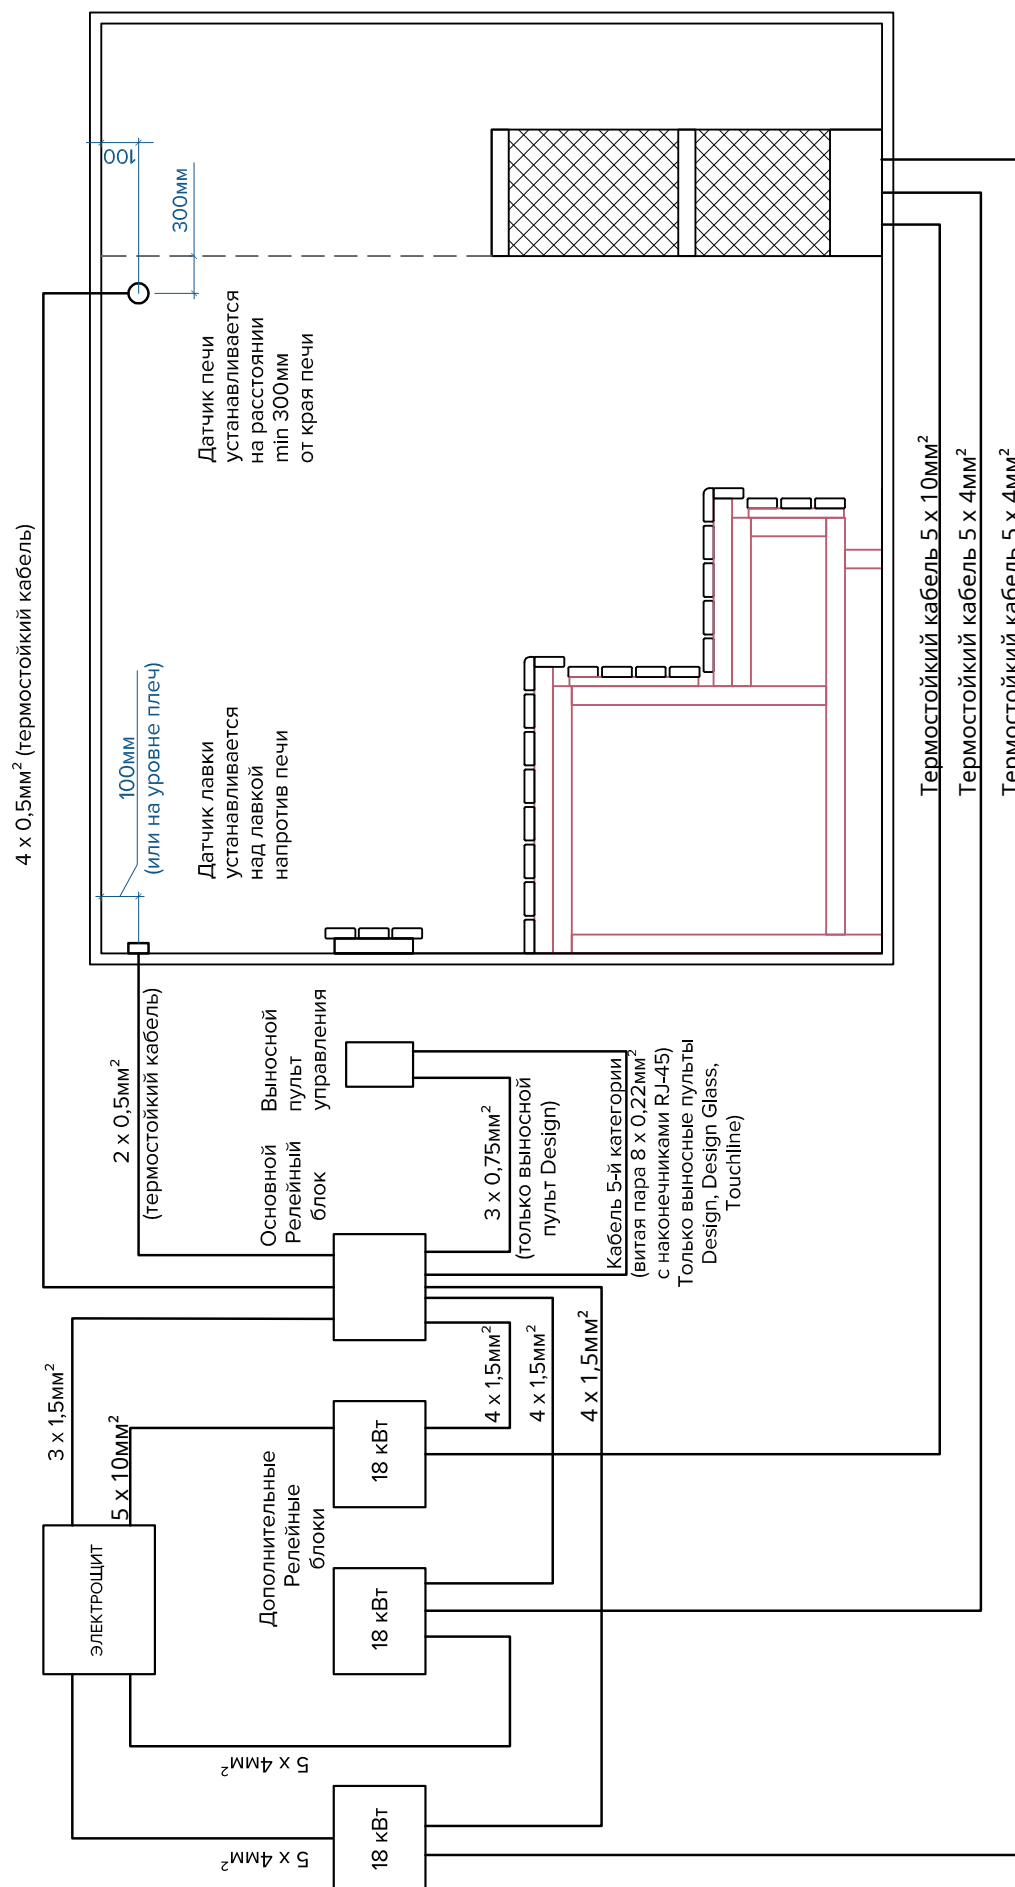 4 x 0,5мм² (термостойкий кабель)
100
300мм
Датчик печи
устанавливается
на расстоянии
min 300мм
от края печи
100мм
(или на уровне плеч)
Датчик лавки
устанавливается
над лавкой
напротив печи
2 x 0,5мм²
(термостойкий кабель)
Выносной
пульт
управления
Основной
Релейный
блок
3 x 0,75мм²
(только выносной
пульт Design)
Кабель 5-й категории
(витая пара 8 x 0,22мм²
с наконечниками RJ-45)
Только выносные пульты
Design, Design Glass,
Touchline)
3 x 1,5мм²
5 x 10мм²
4 x 1,5мм²
4 x 1,5мм²
4 x 1,5мм²
ЭЛЕКТРОЩИТ
Дополнительные
Релейные
блоки
18 кВт
18 кВт
18 кВт
5 x 4мм²
5 x 4мм²
Термостойкий кабель 5 x 10мм²
Термостойкий кабель 5 x 4мм²
Термостойкий кабель 5 x 4мм²